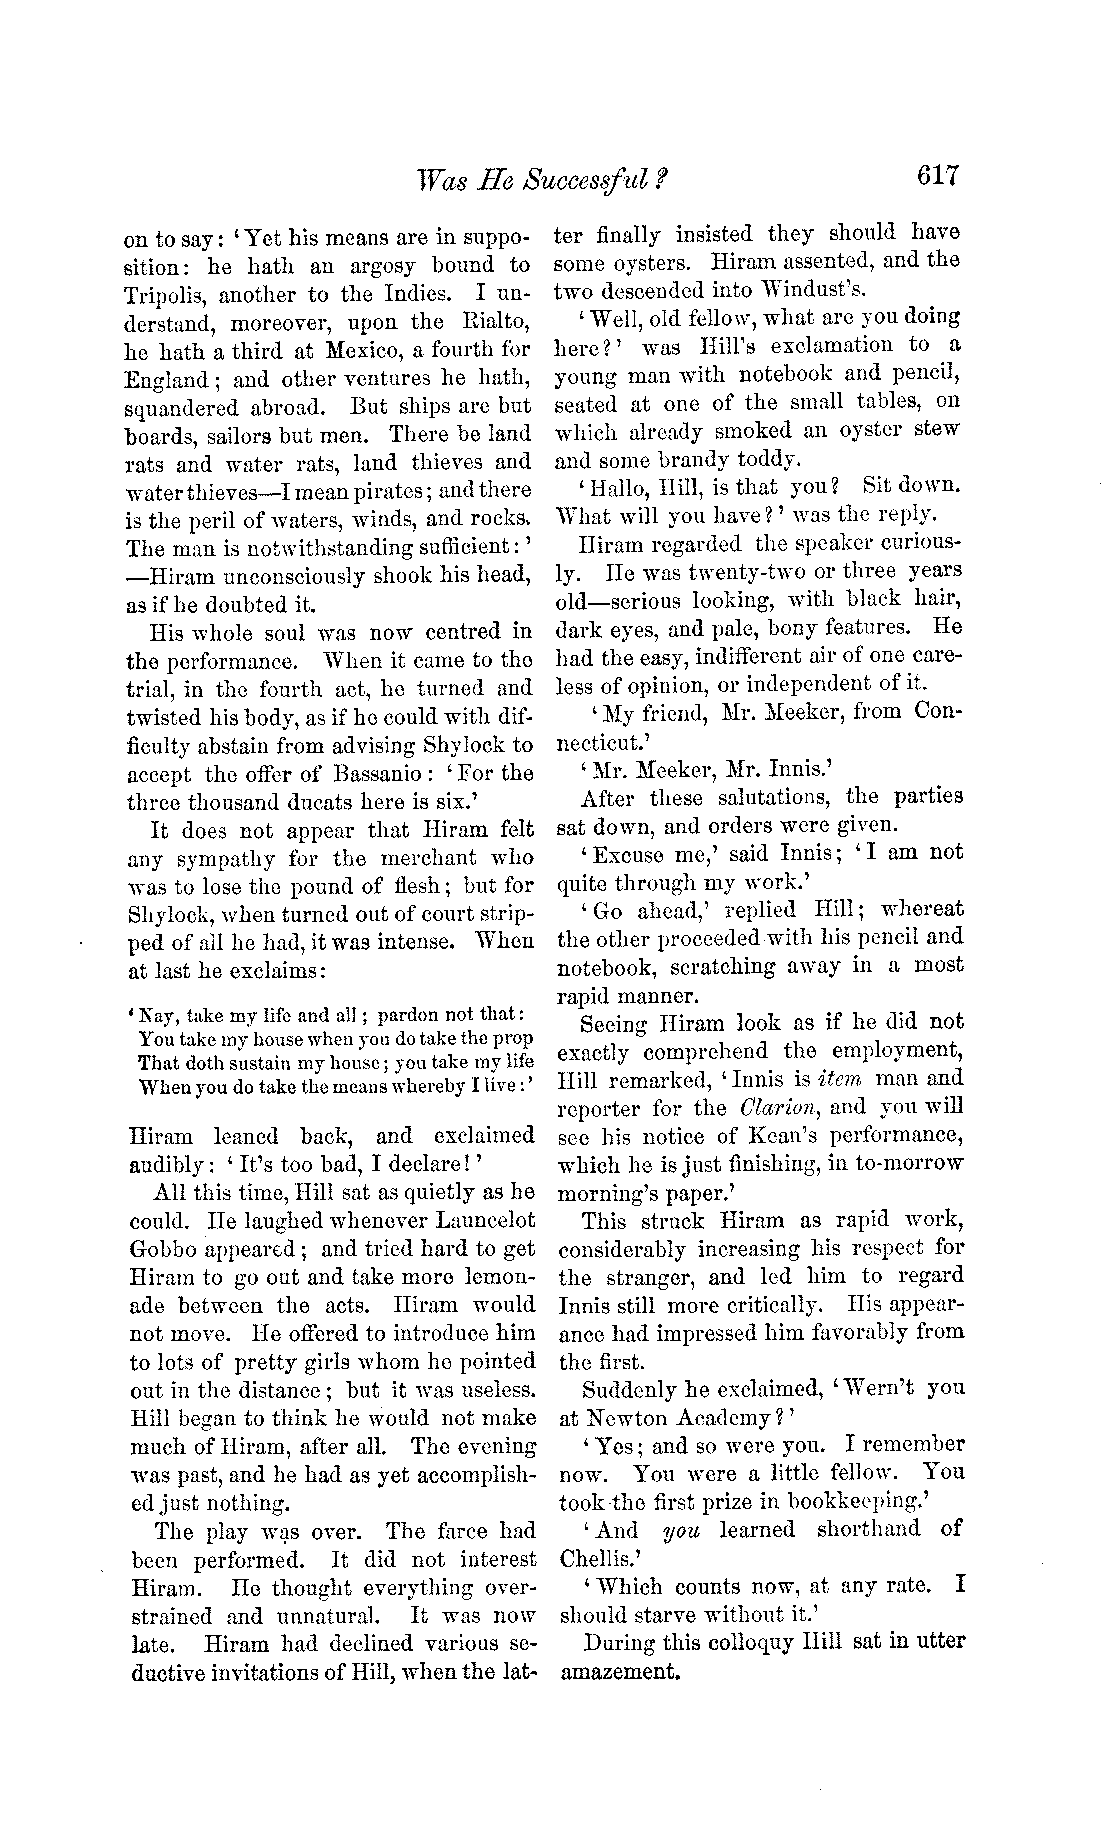 Was He Successful?
617
on to say: ‘Yet his means are in suppo-
sition: he hath an argosy bound to
Tripolis, another to the Indies. I un-
derstand, moreover, upon the Rialto,
he hath a third at Mexico, a fourth for
England; and other ventures he hath,
squandered abroad. But ships are but
boards, sailors but men. There be land
rats and water rats, land thieves and
water thieves—I mean pirates; and there
is the peril of waters, winds, and rocks.
The man is notwithstanding sufficient:’
—Hiram unconsciously shook his head,
as if he doubted it.
His whole soul was now centred in
the performance. When it came to the
trial, in the fourth act, he turned and
twisted his body, as if he could with dif-
ficulty abstain from advising Shylock to
accept the offer of Bassanio: ‘For the
three thousand ducats here is six.’
It does not appear that Hiram felt
any sympathy for the merchant who
was to lose the pound of flesh; but for
Shylock, when turned out of court strip-
ped of all he had, it was intense. When
at last he exclaims:
‘Nay, take my life and all; pardon not that:
You take my house when you do take the prop
That doth sustain my house; you take my life
When you do take the means whereby I live:’
Hiram leaned back, and exclaimed
audibly: ‘It's too bad, I declare!’
All this time, Hill sat as quietly as he
could. He laughed whenever Launcelot
Gobbo appeared; and tried hard to get
Hiram to go out and take more lemon-
ade between the acts. Hiram would
not move. He offered to introduce him
to lots of pretty girls whom he pointed
out in the distance; but it was useless.
Hill began to think he would not make
much of Hiram, after all. The evening
was past, and he had as yet accomplish-
ed just nothing.
The play was over. The farce had
been performed. It did not interest
Hiram. He thought everything over-
strained and unnatural. It was now
late. Hiram had declined various se-
ductive invitations of Hill, when the lat-
ter finally insisted they should have
some oysters. Hiram assented, and the
two descended into Windust's.
‘Well, old fellow, what are you doing
here?’ was Hill's exclamation to a
young man with notebook and pencil,
seated at one of the small tables, on
which already smoked an oyster stew
and some brandy toddy.
‘Hallo, Hill, is that you? Sit down.
What will you have?’ was the reply.
Hiram regarded the speaker curious-
ly. He was twenty-two or three years
old—serious looking, with black hair,
dark eyes, and pale, bony features. He
had the easy, indifferent air of one care-
less of opinion, or independent of it.
‘My friend, Mr. Meeker, from Con-
necticut.’
‘Mr. Meeker, Mr. Innis.’
After these salutations, the parties
sat down, and orders were given.
‘Excuse me,’ said Innis; ‘I am not
quite through my work.’
‘Go ahead,’ replied Hill; whereat
the other proceeded with his pencil and
notebook, scratching away in a most
rapid manner.
Seeing Hiram look as if he did not
exactly comprehend the employment,
Hill remarked, ‘Innis is item man and
reporter for the Clarion, and you will
see his notice of Kean's performance,
which he is just finishing, in to-morrow
morning's paper.’
This struck Hiram as rapid work,
considerably increasing his respect for
the stranger, and led him to regard
Innis still more critically. His appear-
ance had impressed him favorably from
the first.
Suddenly he exclaimed, ‘Wern't you
at Newton Academy?’
‘Yes; and so were you. I remember
now. You were a little fellow. You
took the first prize in bookkeeping.’
‘And you learned shorthand of
Chellis.’
‘Which counts now, at any rate. I
should starve without it.’
During this colloquy Hill sat in utter
amazement.